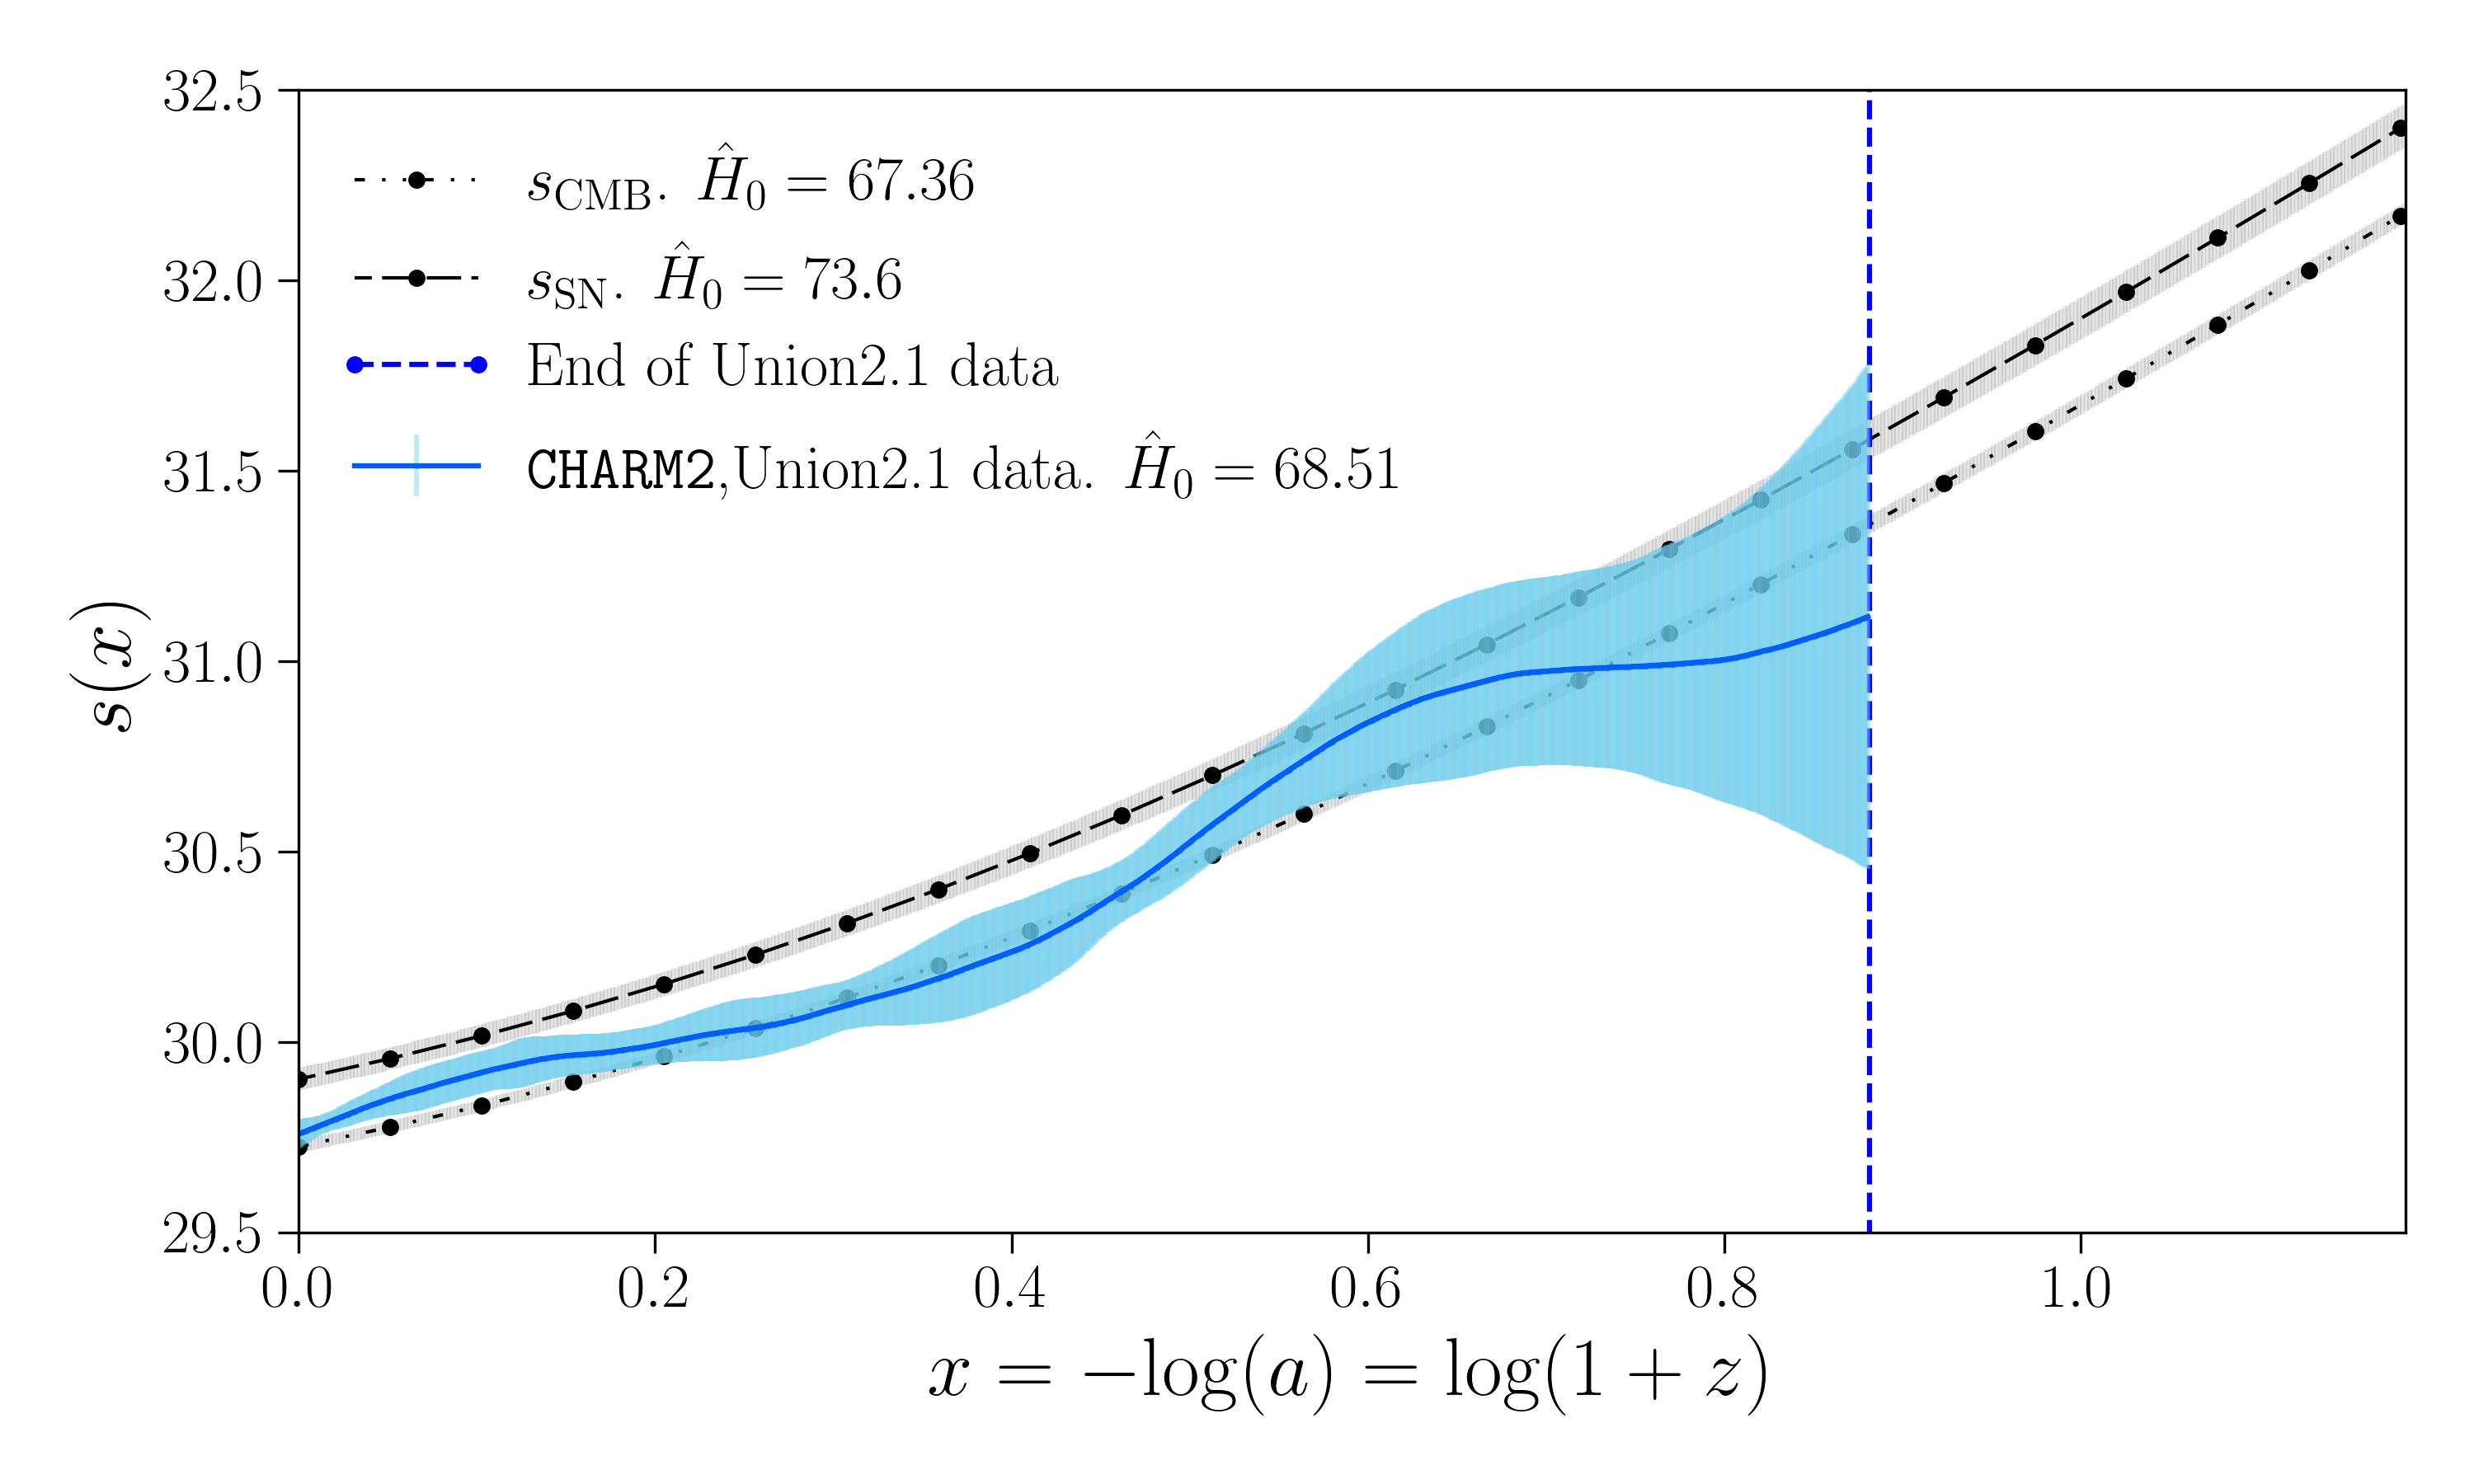 32.5
32.0
31.5
31.0
30.5
30.0
29.5
s(x)
s_CMB. Ĥ_0 = 67.36
s_SN. Ĥ_0 = 73.6
End of Union2.1 data
CHARM2,Union2.1 data. Ĥ_0 = 68.51
0.0 0.2 0.4 0.6 0.8 1.0
x = −log(a) = log(1 + z)